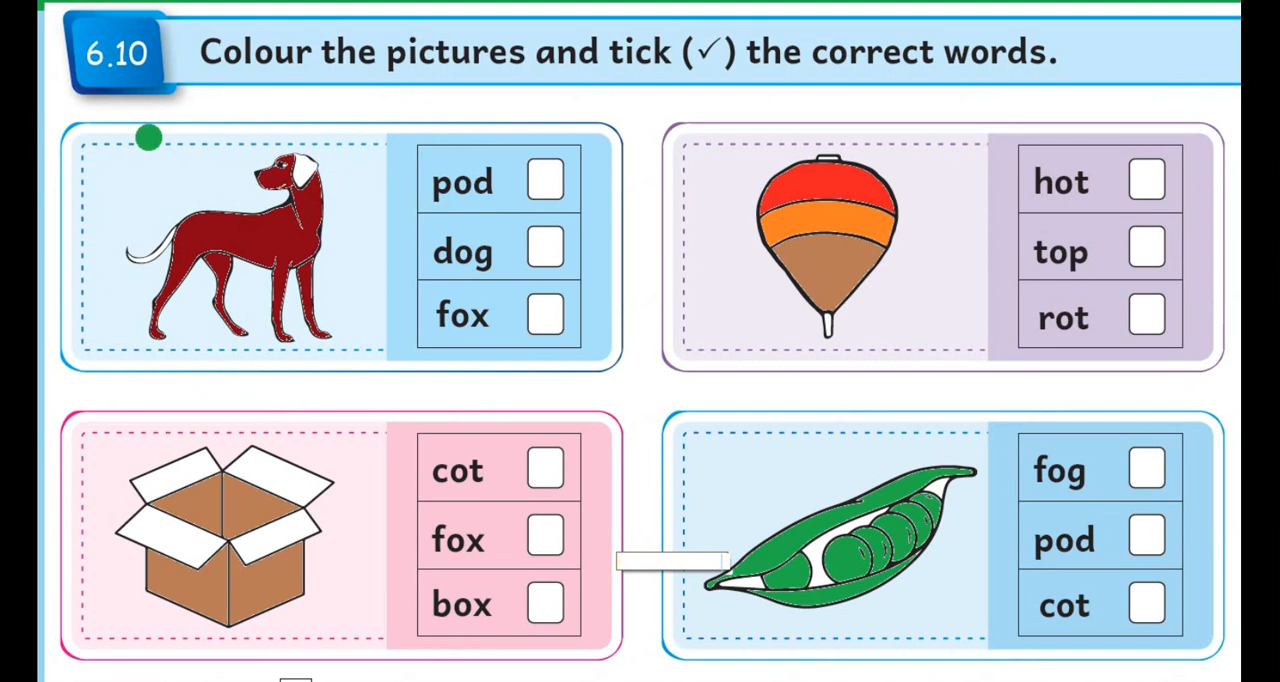 6.10 Colour the pictures and tick (✓) the correct words.
pod
dog
fox
hot
top
rot
cot
fox
box
fog
pod
cot